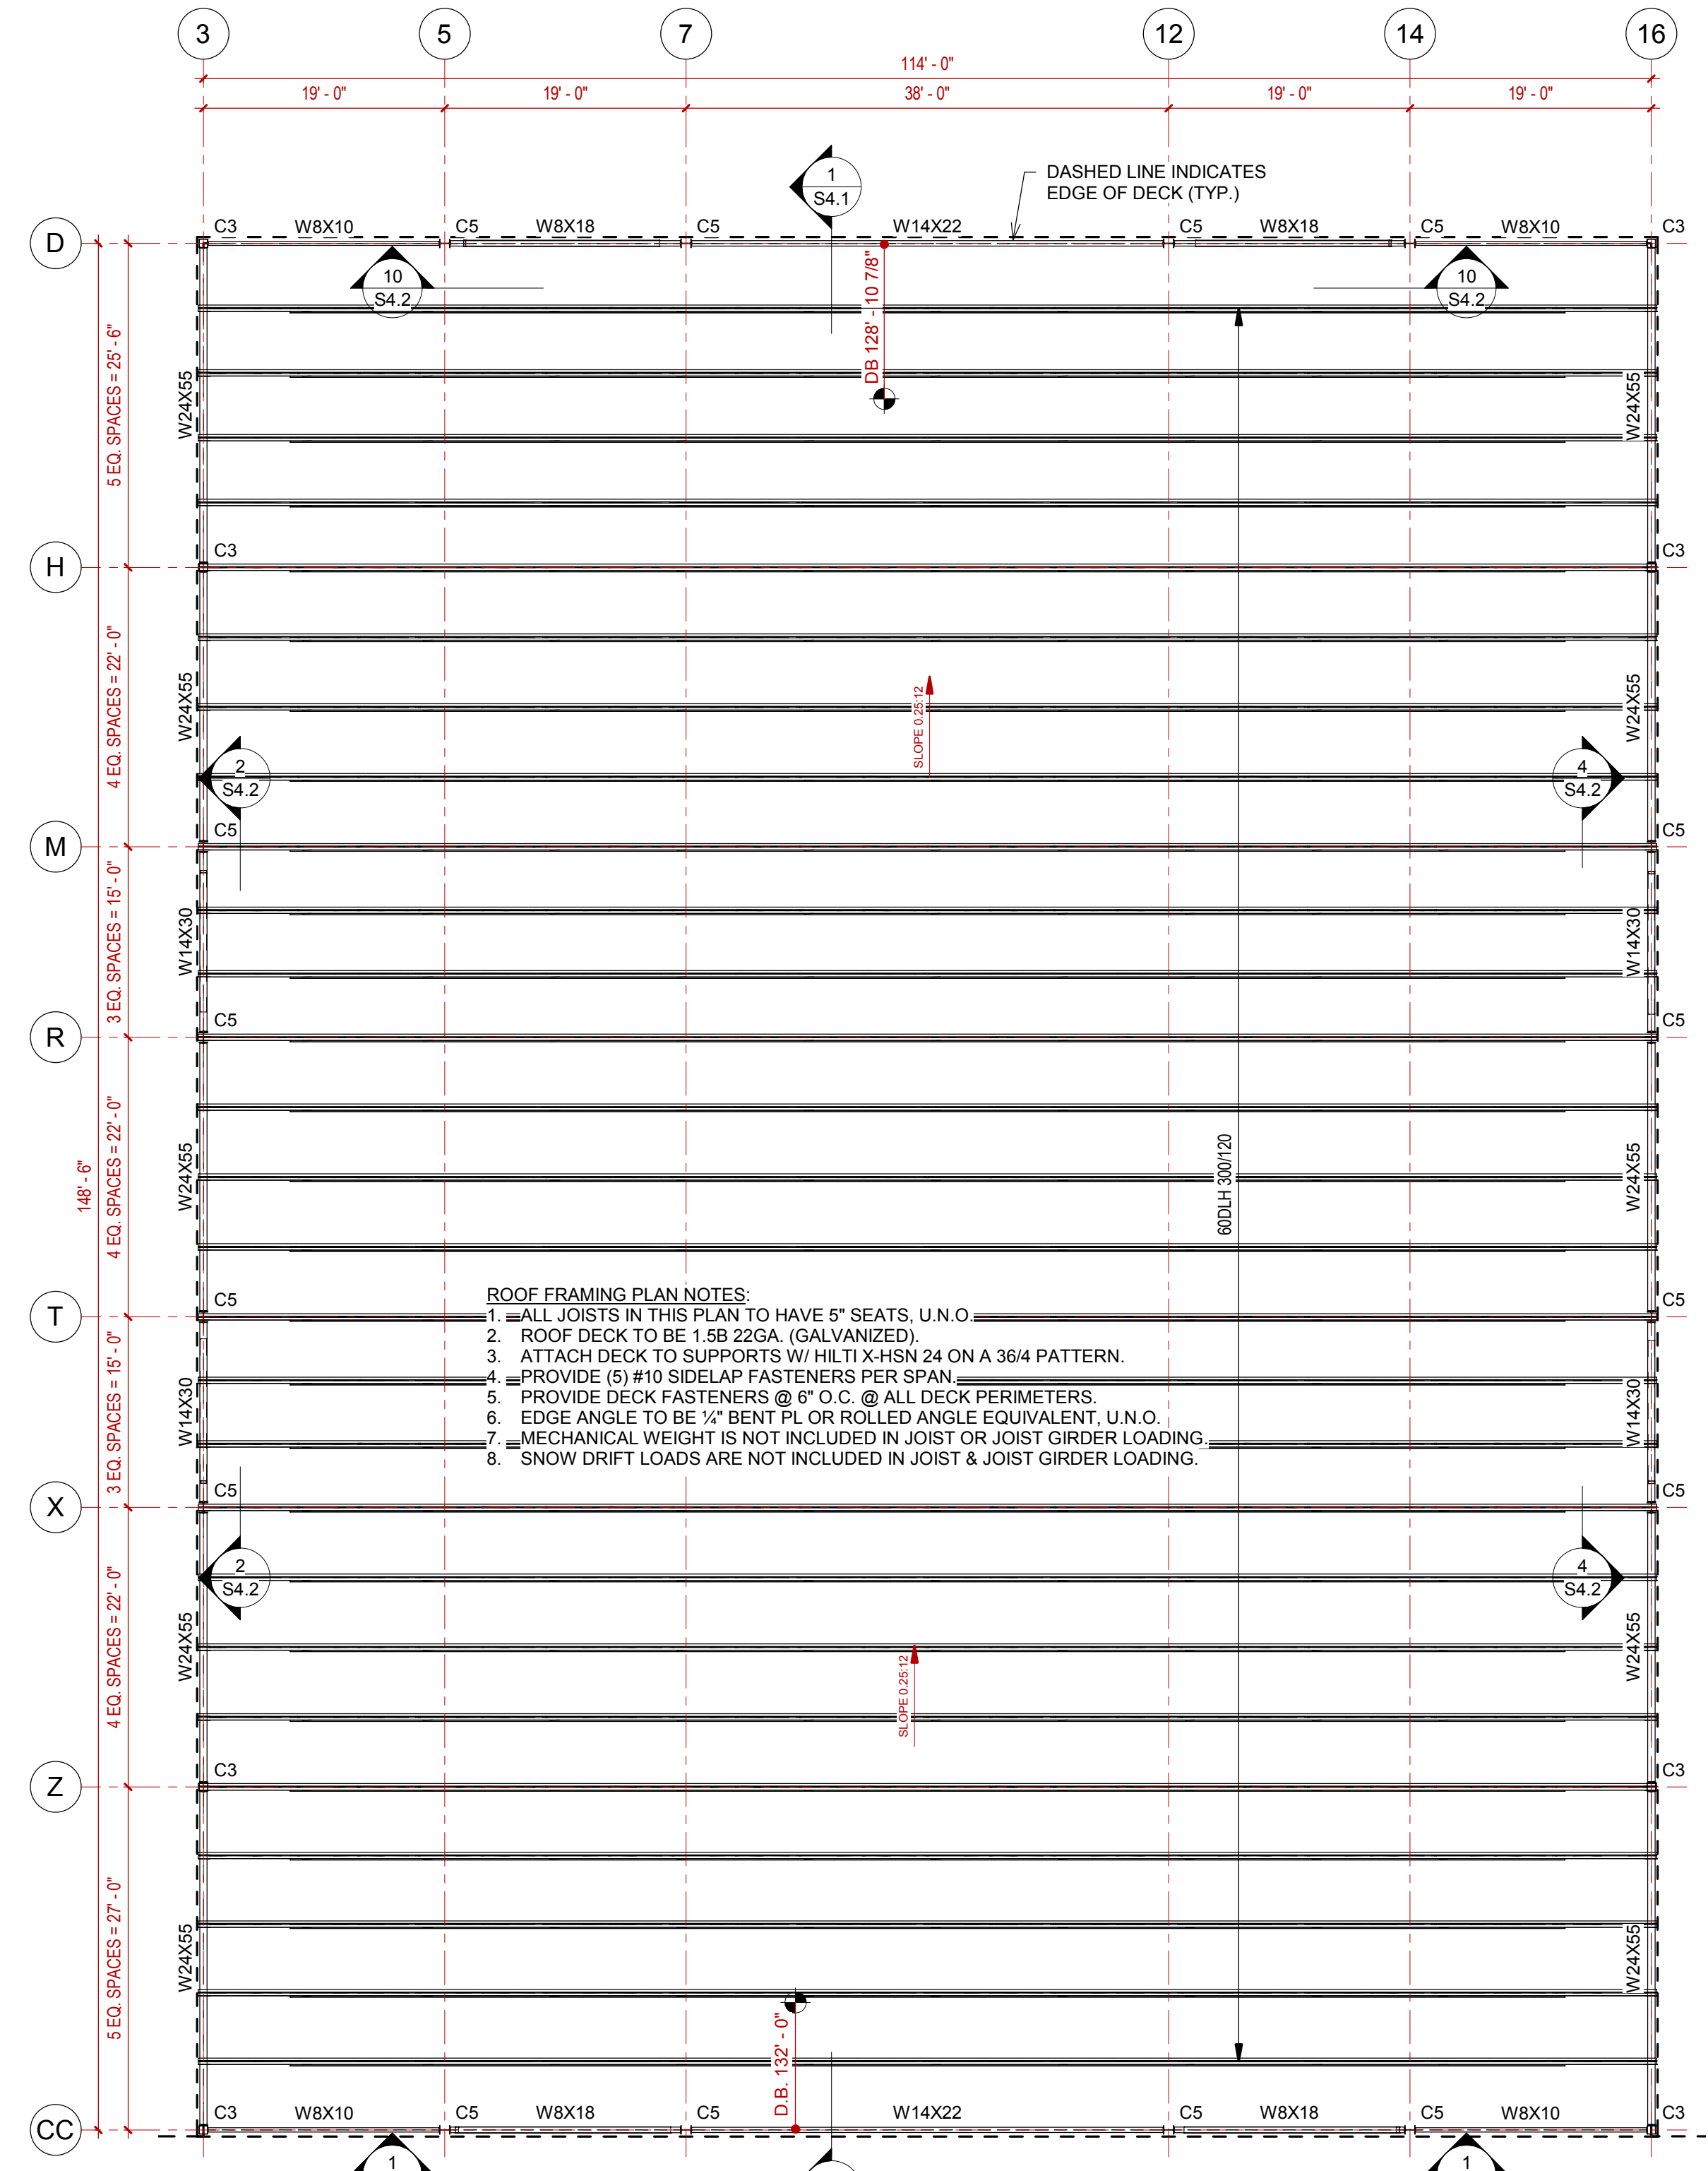 3 5 7 12 14 16
114' - 0"
19' - 0" 19' - 0" 38' - 0" 19' - 0" 19' - 0"
1
S4.1
DASHED LINE INDICATES
EDGE OF DECK (TYP.)
D
C3 W8X10 C5 W8X18 C5 W14X22 C5 W8X18 C5 W8X10 C3
10
S4.2
10
S4.2
DB 128' - 10 7/8"
5 EQ. SPACES = 25' - 6"
W24X55
W24X55
H
C3
C3
4 EQ. SPACES = 22' - 0"
W24X55
SLOPE 0.25:12
W24X55
2
S4.2
4
S4.2
M
C5
C5
3 EQ. SPACES = 15' - 0"
W14X30
W14X30
R
C5
C5
148' - 6"
4 EQ. SPACES = 22' - 0"
W24X55
60DLH 300/120
W24X55
T
C5
C5
ROOF FRAMING PLAN NOTES:
1. ALL JOISTS IN THIS PLAN TO HAVE 5" SEATS, U.N.O.
2. ROOF DECK TO BE 1.5B 22GA. (GALVANIZED).
3. ATTACH DECK TO SUPPORTS W/ HILTI X-HSN 24 ON A 36/4 PATTERN.
4. PROVIDE (5) #10 SIDELAP FASTENERS PER SPAN.
5. PROVIDE DECK FASTENERS @ 6" O.C. @ ALL DECK PERIMETERS.
6. EDGE ANGLE TO BE ¼" BENT PL OR ROLLED ANGLE EQUIVALENT, U.N.O.
7. MECHANICAL WEIGHT IS NOT INCLUDED IN JOIST OR JOIST GIRDER LOADING.
8. SNOW DRIFT LOADS ARE NOT INCLUDED IN JOIST & JOIST GIRDER LOADING.
3 EQ. SPACES = 15' - 0"
W14X30
W14X30
X
C5
C5
2
S4.2
4
S4.2
4 EQ. SPACES = 22' - 0"
W24X55
SLOPE 0.25:12
W24X55
Z
C3
C3
5 EQ. SPACES = 27' - 0"
W24X55
W24X55
D.B. 132' - 0"
CC
C3 W8X10 C5 W8X18 C5 W14X22 C5 W8X18 C5 W8X10 C3
1
1